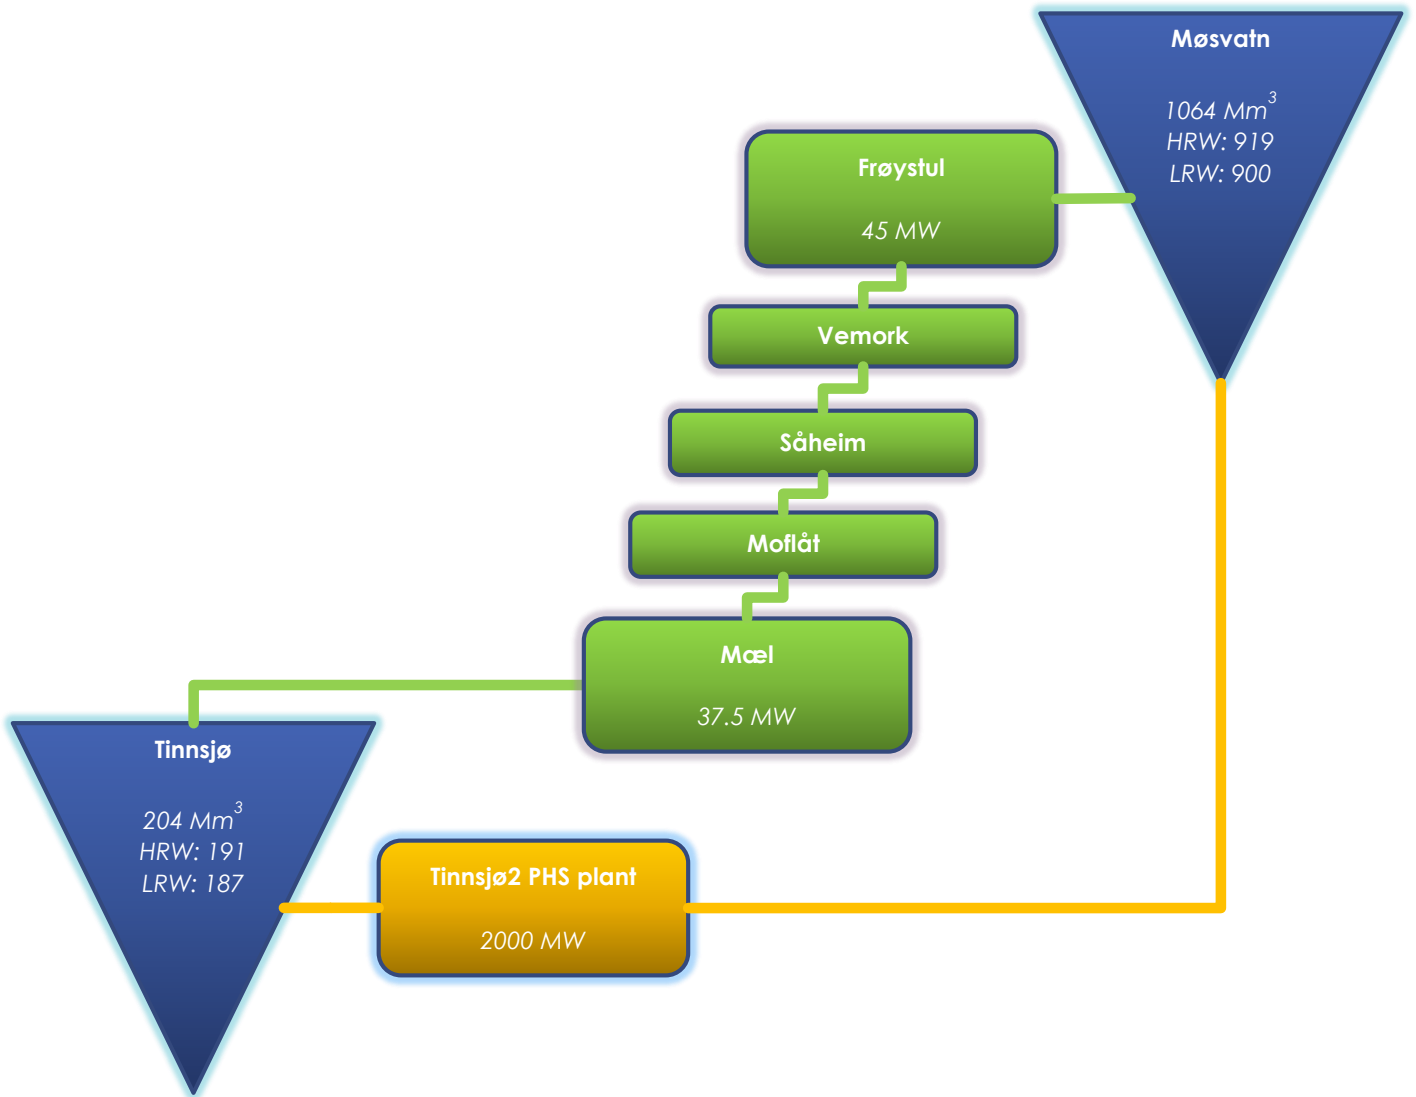 Møsvatn
1064 Mm³
HRW: 919
LRW: 900
Frøystul
45 MW
Vemork
Såheim
Moflåt
Mæl
37.5 MW
Tinnsjø
204 Mm³
HRW: 191
LRW: 187
Tinnsjø2 PHS plant
2000 MW